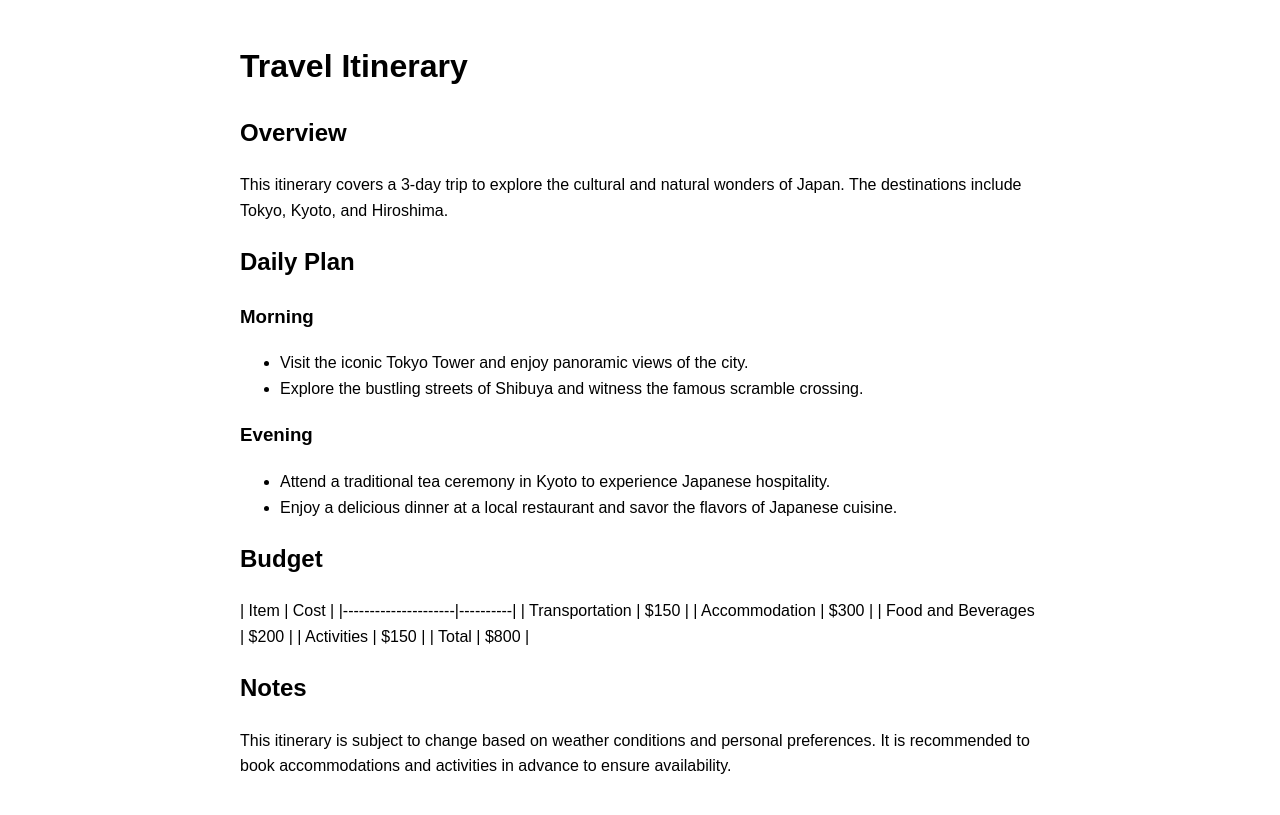 Travel Itinerary
Overview
This itinerary covers a 3-day trip to explore the cultural and natural wonders of Japan. The destinations include
Tokyo, Kyoto, and Hiroshima.
Daily Plan
Morning
• Visit the iconic Tokyo Tower and enjoy panoramic views of the city.
• Explore the bustling streets of Shibuya and witness the famous scramble crossing.
Evening
• Attend a traditional tea ceremony in Kyoto to experience Japanese hospitality.
• Enjoy a delicious dinner at a local restaurant and savor the flavors of Japanese cuisine.
Budget
| Item | Cost | |---------------------|----------| | Transportation | $150 | | Accommodation | $300 | | Food and Beverages
| $200 | | Activities | $150 | | Total | $800 |
Notes
This itinerary is subject to change based on weather conditions and personal preferences. It is recommended to
book accommodations and activities in advance to ensure availability.